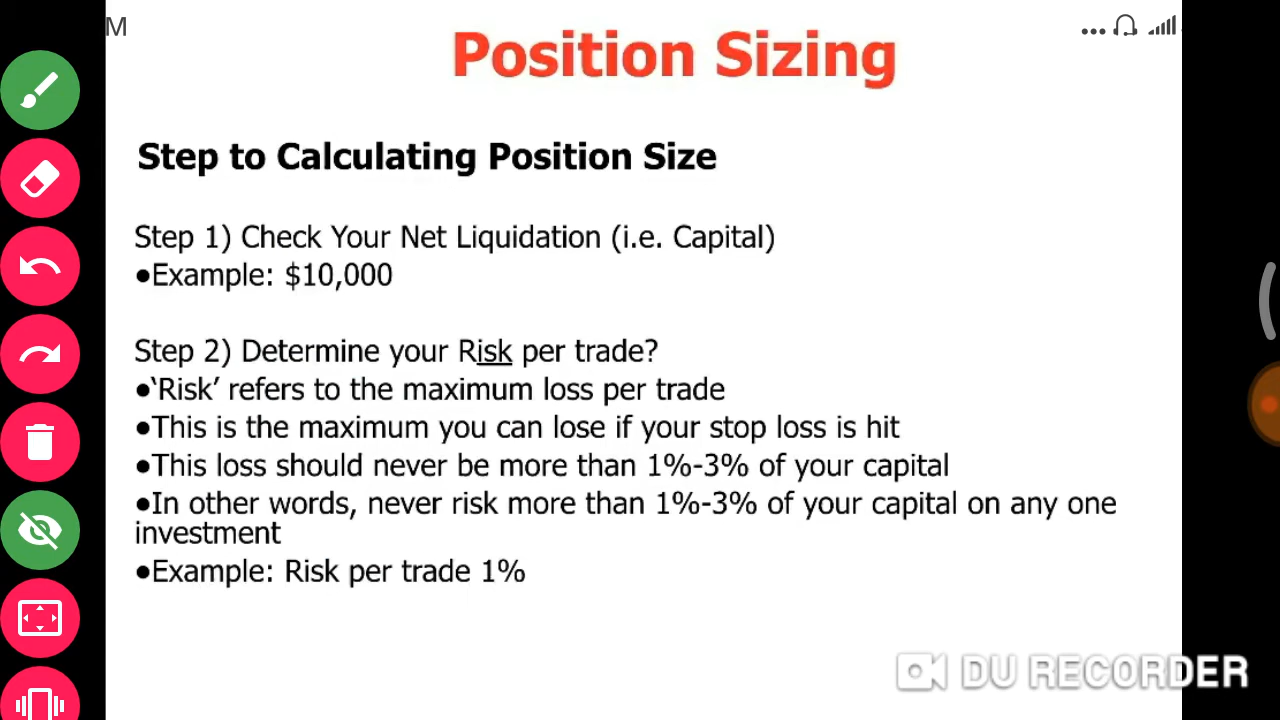 M
Position Sizing
Step to Calculating Position Size
Step 1) Check Your Net Liquidation (i.e. Capital)
●Example: $10,000
Step 2) Determine your Risk per trade?
●‘Risk’ refers to the maximum loss per trade
●This is the maximum you can lose if your stop loss is hit
●This loss should never be more than 1%-3% of your capital
●In other words, never risk more than 1%-3% of your capital on any one
investment
●Example: Risk per trade 1%
DU RECORDER